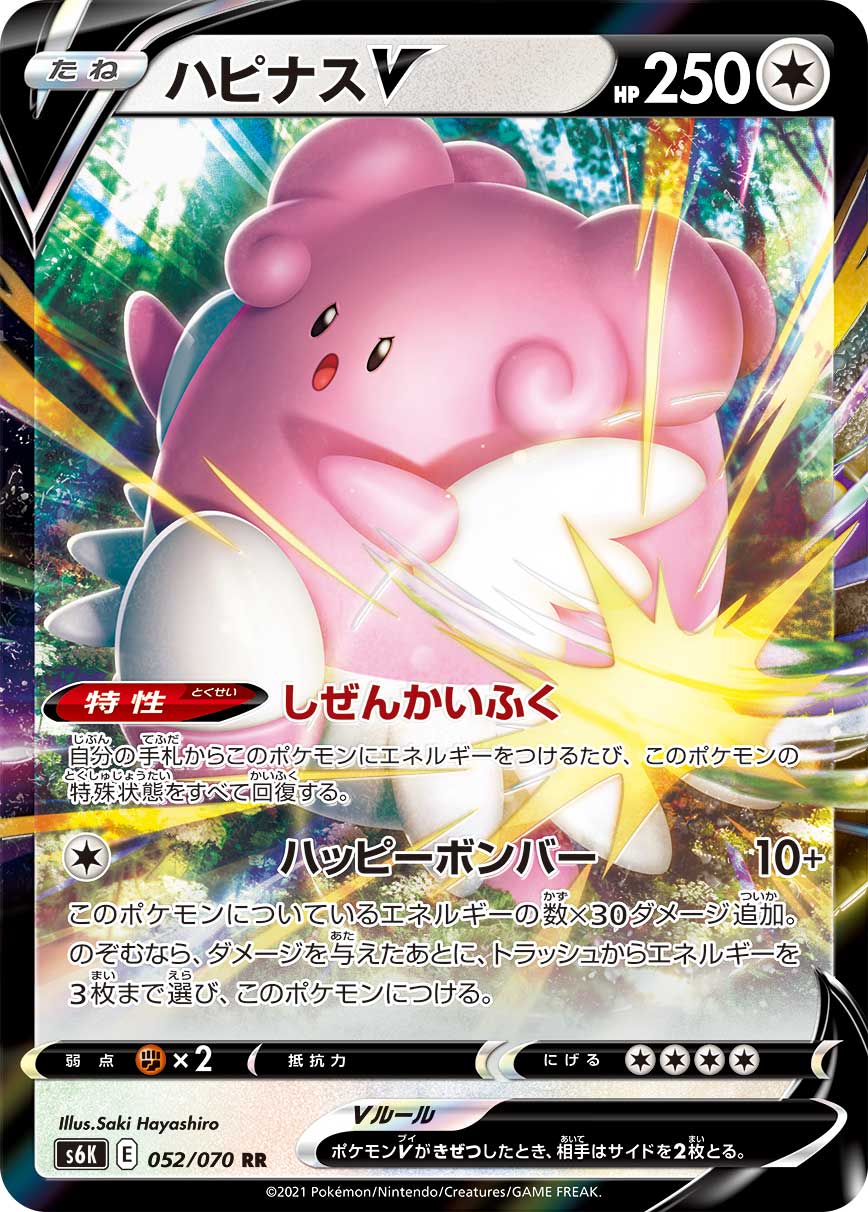 たね ハピナスV HP 250
特性 とくせい しぜんかいふく
自分の手札からこのポケモンにエネルギーをつけるたび、このポケモンの
特殊状態をすべて回復する。
ハッピーボンバー 10+
このポケモンについているエネルギーの数×30ダメージ追加。
のぞむなら、ダメージを与えたあとに、トラッシュからエネルギーを
3枚まで選び、このポケモンにつける。
弱点 ×2 抵抗力 にげる
Illus.Saki Hayashiro
Vルール
ポケモンVがきぜつしたとき、相手はサイドを2枚とる。
s6K E 052/070 RR
©2021 Pokémon/Nintendo/Creatures/GAME FREAK.